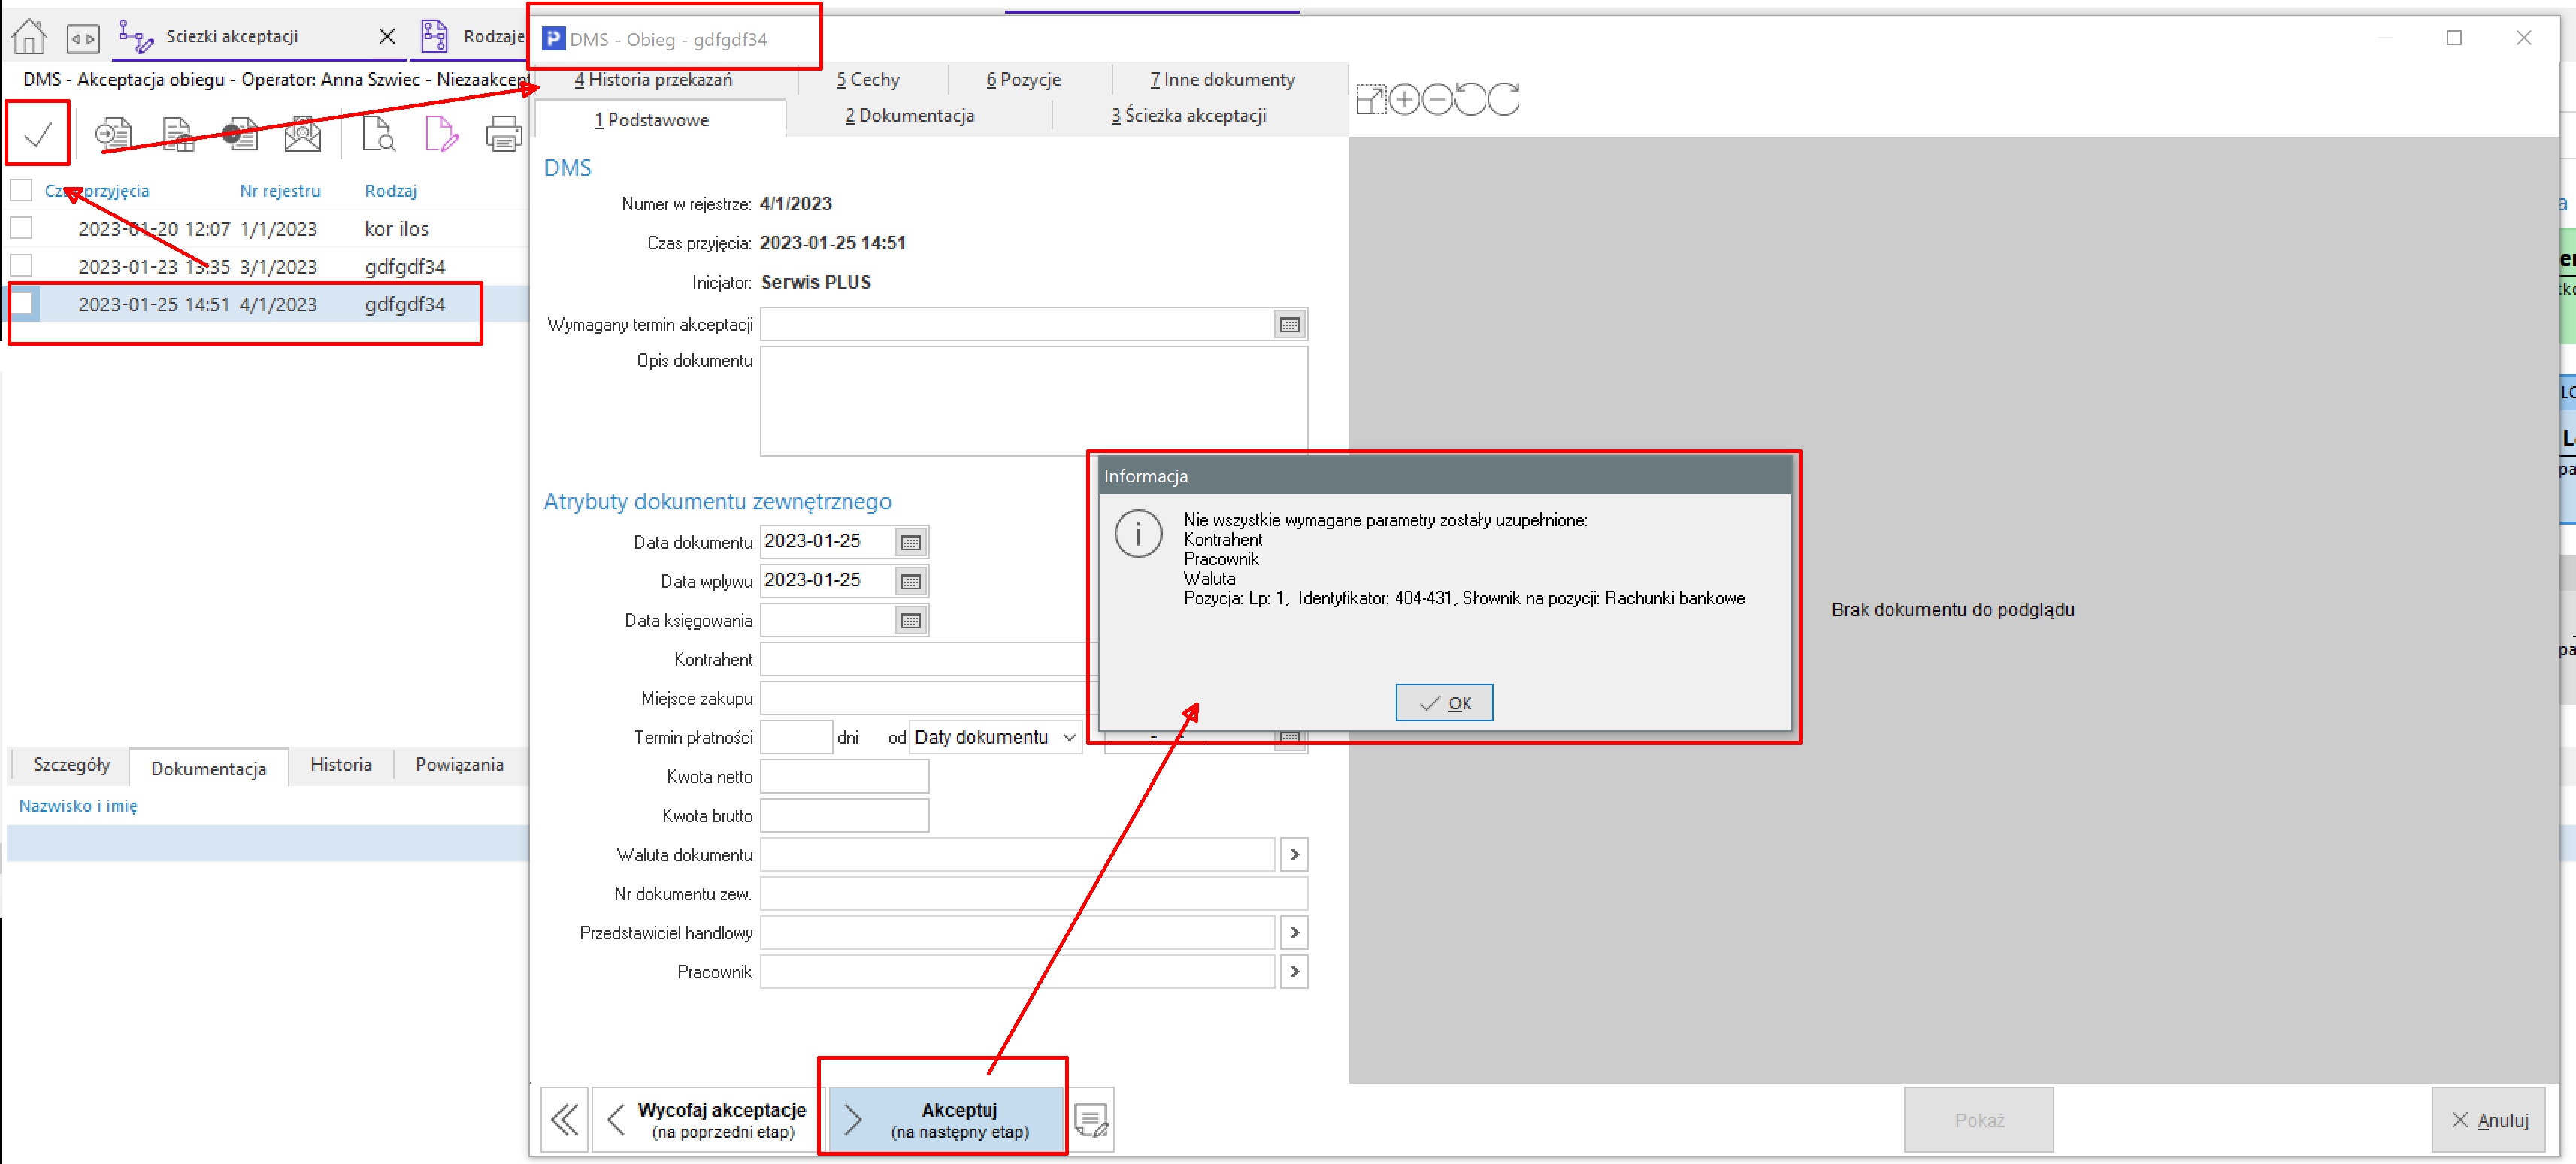 Sciezki akceptacji
Rodzaje
DMS - Obieg - gdfgdf34
DMS - Akceptacja obiegu - Operator: Anna Szwiec - Niezaakcept
Czas przyjęcia Nr rejestru Rodzaj
2023-01-20 12:07 1/1/2023 kor ilos
2023-01-23 13:35 3/1/2023 gdfgdf34
2023-01-25 14:51 4/1/2023 gdfgdf34
Szczegóły Dokumentacja Historia Powiązania
Nazwisko i imię
4 Historia przekazań 5 Cechy 6 Pozycje 7 Inne dokumenty
1 Podstawowe 2 Dokumentacja 3 Ścieżka akceptacji
DMS
Numer w rejestrze: 4/1/2023
Czas przyjęcia: 2023-01-25 14:51
Inicjator: Serwis PLUS
Wymagany termin akceptacji
Opis dokumentu
Atrybuty dokumentu zewnętrznego
Data dokumentu 2023-01-25
Data wpływu 2023-01-25
Data księgowania
Kontrahent
Miejsce zakupu
Termin płatności dni od Daty dokumentu
Kwota netto
Kwota brutto
Waluta dokumentu
Nr dokumentu zew.
Przedstawiciel handlowy
Pracownik
Informacja
Nie wszystkie wymagane parametry zostały uzupełnione:
Kontrahent
Pracownik
Waluta
Pozycja: Lp: 1, Identyfikator: 404-431, Słownik na pozycji: Rachunki bankowe
OK
Brak dokumentu do podglądu
Wycofaj akceptacje
(na poprzedni etap)
Akceptuj
(na następny etap)
Pokaż
Anuluj